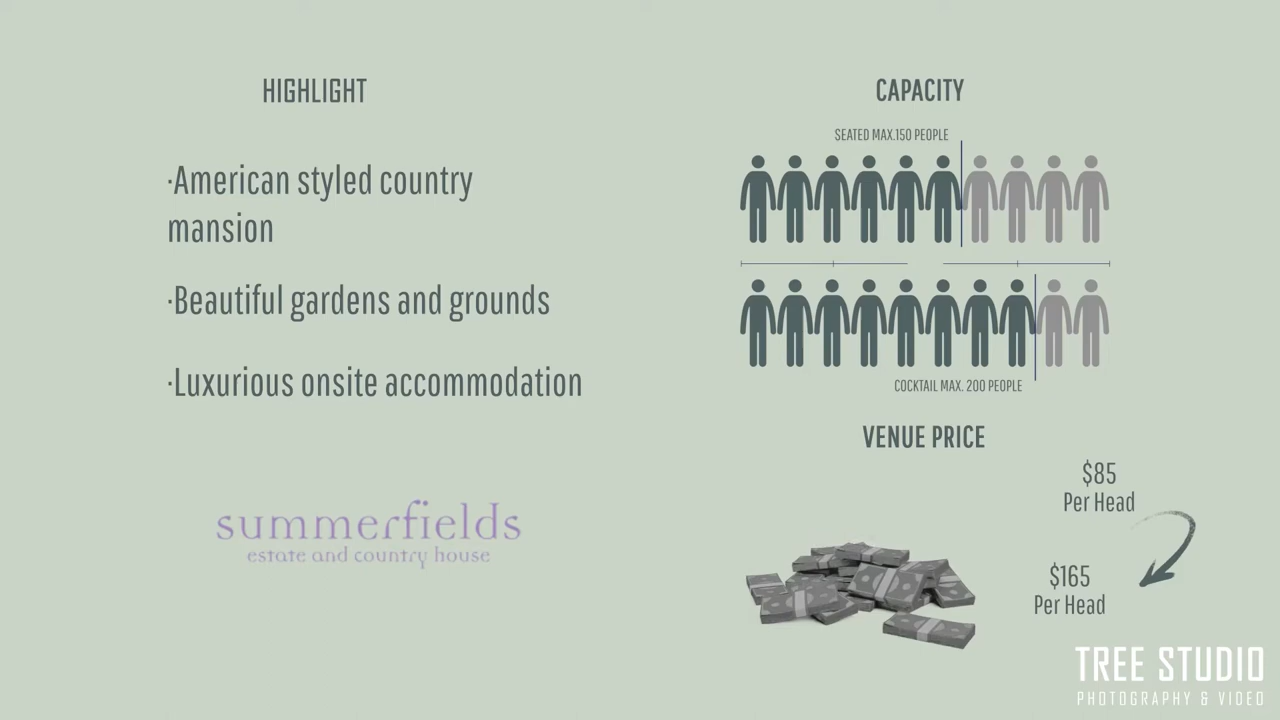 HIGHLIGHT
·American styled country
mansion
·Beautiful gardens and grounds
·Luxurious onsite accommodation
summerfields
estate and country house
CAPACITY
SEATED MAX.150 PEOPLE
COCKTAIL MAX. 200 PEOPLE
VENUE PRICE
$85
Per Head
$165
Per Head
TREE STUDIO
PHOTOGRAPHY & VIDEO